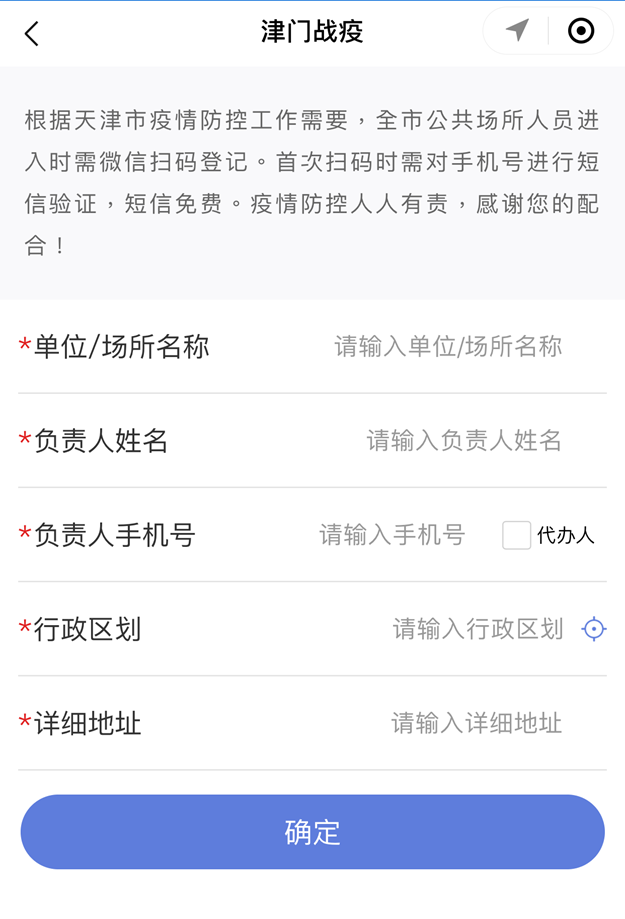 津门战疫
根据天津市疫情防控工作需要，全市公共场所人员进
入时需微信扫码登记。首次扫码时需对手机号进行短
信验证，短信免费。疫情防控人人有责，感谢您的配
合！
*单位/场所名称 请输入单位/场所名称
*负责人姓名 请输入负责人姓名
*负责人手机号 请输入手机号 代办人
*行政区划 请输入行政区划
*详细地址 请输入详细地址
确定